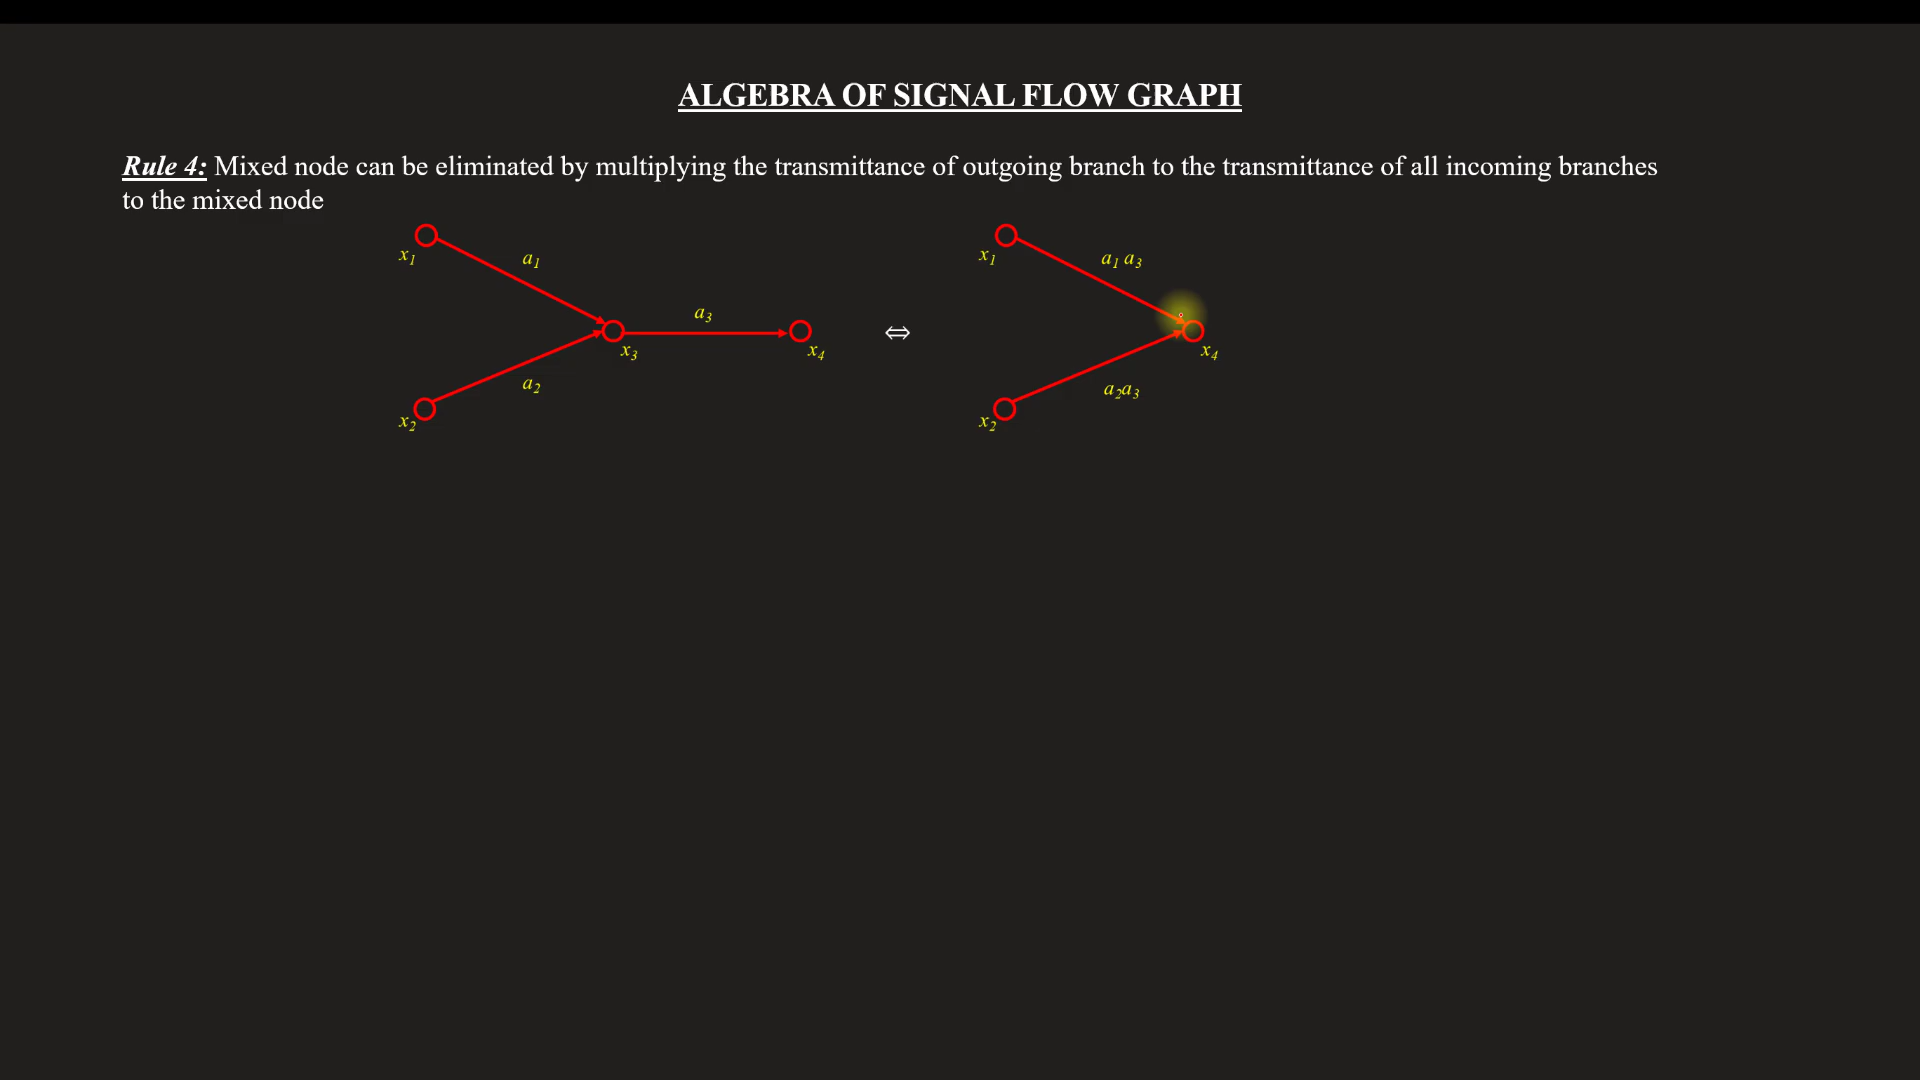 ALGEBRA OF SIGNAL FLOW GRAPH
Rule 4: Mixed node can be eliminated by multiplying the transmittance of outgoing branch to the transmittance of all incoming branches
to the mixed node
x₁ a₁ x₁ a₁ a₃
a₃ ⇔
x₃ x₄ x₄
a₂ a₂a₃
x₂ x₂